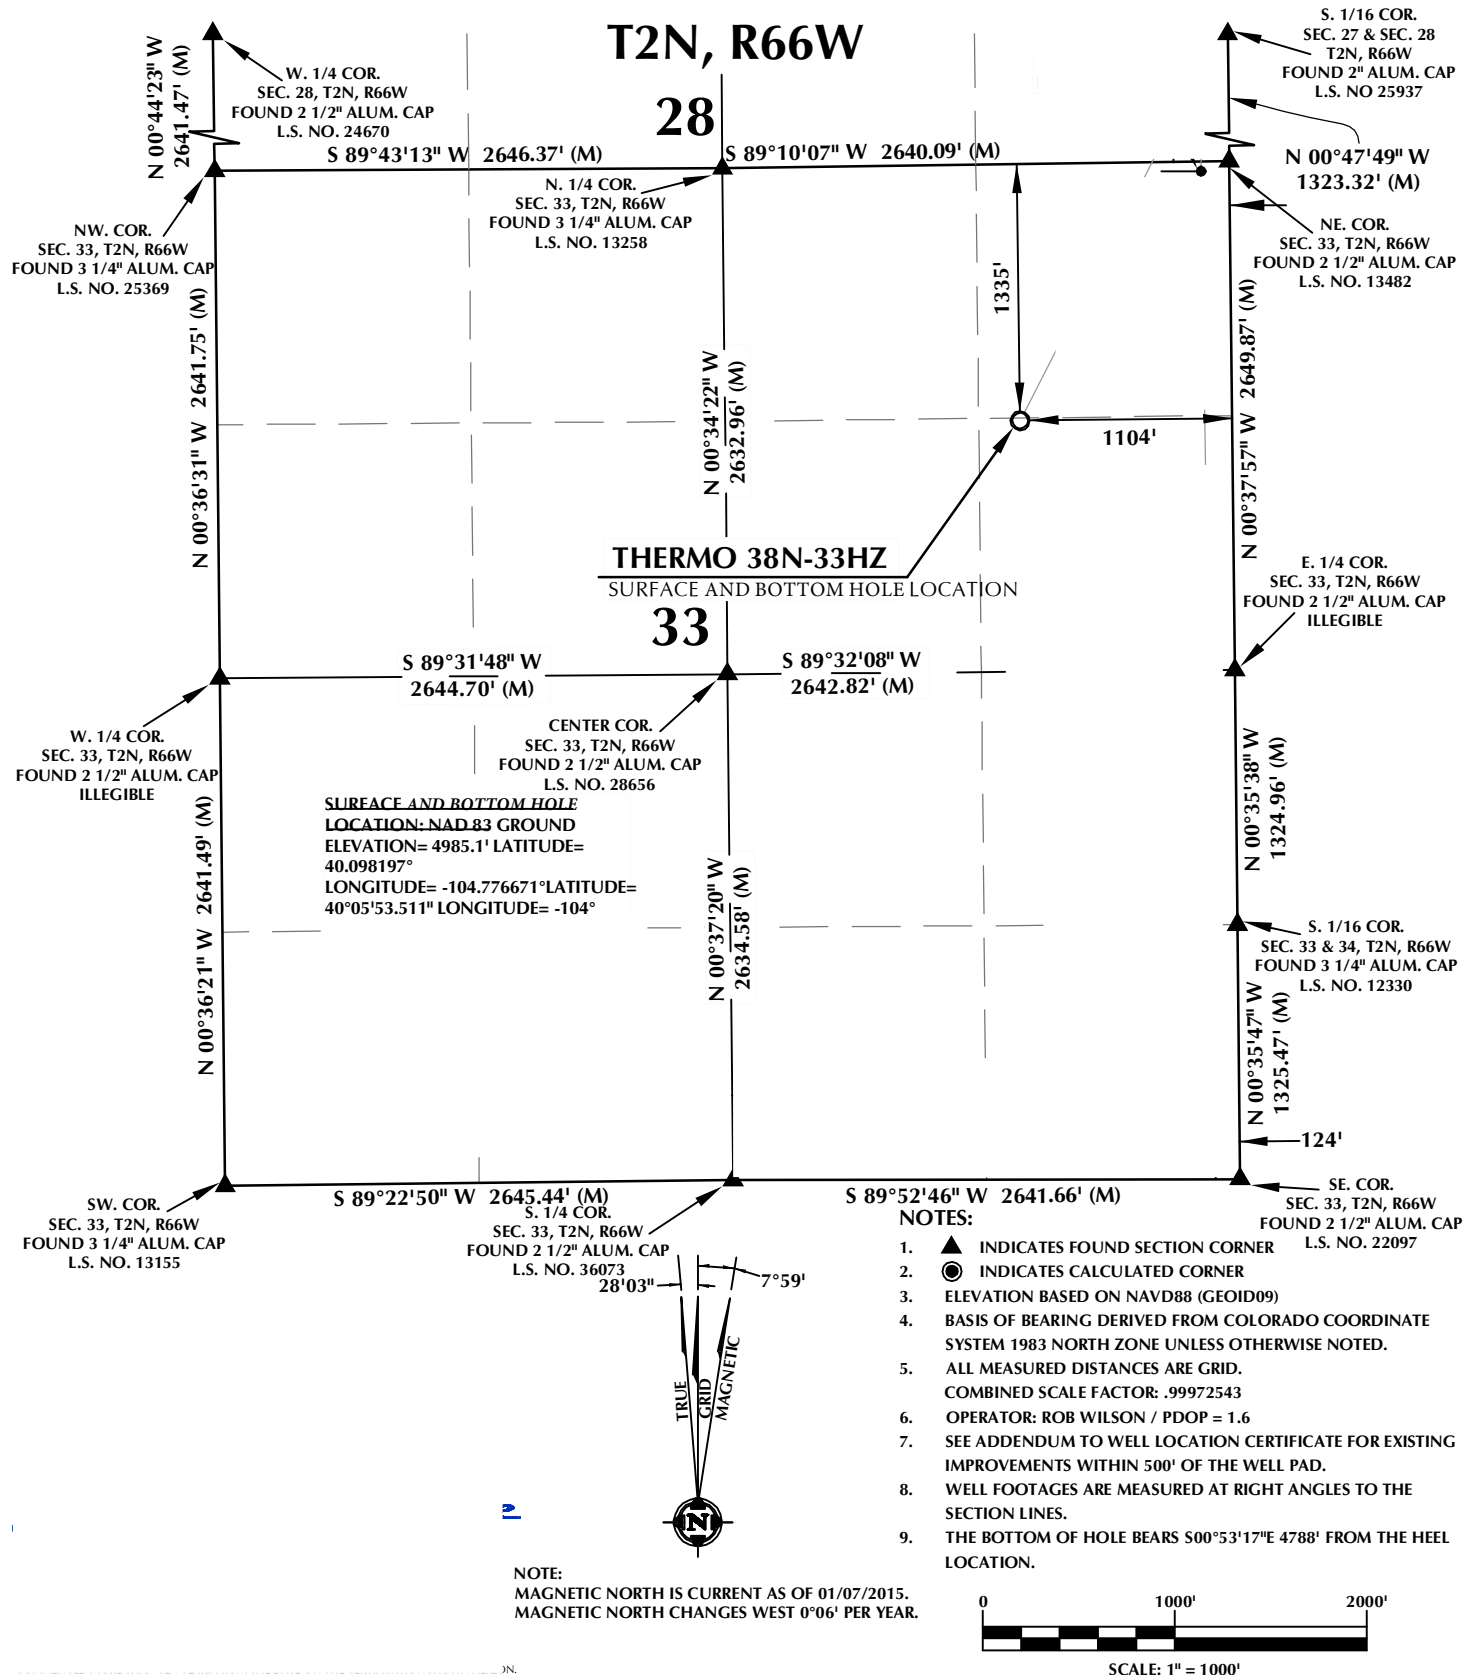 T2N, R66W
28
S. 1/16 COR.
SEC. 27 & SEC. 28
T2N, R66W
FOUND 2" ALUM. CAP
L.S. NO 25937
W. 1/4 COR.
SEC. 28, T2N, R66W
FOUND 2 1/2" ALUM. CAP
L.S. NO. 24670
N 00°44'23" W
2641.47' (M)
S 89°43'13" W 2646.37' (M)
S 89°10'07" W 2640.09' (M)
N 00°47'49" W
1323.32' (M)
N. 1/4 COR.
SEC. 33, T2N, R66W
FOUND 3 1/4" ALUM. CAP
L.S. NO. 13258
NW. COR.
SEC. 33, T2N, R66W
FOUND 3 1/4" ALUM. CAP
L.S. NO. 25369
NE. COR.
SEC. 33, T2N, R66W
FOUND 2 1/2" ALUM. CAP
L.S. NO. 13482
1335'
N 00°36'31" W 2641.75' (M)
N 00°34'22" W
2632.96' (M)
N 00°37'57" W 2649.87' (M)
1104'
THERMO 38N-33HZ
SURFACE AND BOTTOM HOLE LOCATION
33
E. 1/4 COR.
SEC. 33, T2N, R66W
FOUND 2 1/2" ALUM. CAP
ILLEGIBLE
S 89°31'48" W
2644.70' (M)
S 89°32'08" W
2642.82' (M)
W. 1/4 COR.
SEC. 33, T2N, R66W
FOUND 2 1/2" ALUM. CAP
ILLEGIBLE
CENTER COR.
SEC. 33, T2N, R66W
FOUND 2 1/2" ALUM. CAP
L.S. NO. 28656
SURFACE AND BOTTOM HOLE
LOCATION: NAD 83 GROUND
ELEVATION= 4985.1' LATITUDE=
40.098197°
LONGITUDE= -104.776671°LATITUDE=
40°05'53.511" LONGITUDE= -104°
N 00°36'21" W 2641.49' (M)
N 00°37'20" W
2634.58' (M)
N 00°35'38" W
1324.96' (M)
S. 1/16 COR.
SEC. 33 & 34, T2N, R66W
FOUND 3 1/4" ALUM. CAP
L.S. NO. 12330
N 00°35'47" W
1325.47' (M)
124'
S 89°22'50" W 2645.44' (M)
S 89°52'46" W 2641.66' (M)
SW. COR.
SEC. 33, T2N, R66W
FOUND 3 1/4" ALUM. CAP
L.S. NO. 13155
S. 1/4 COR.
SEC. 33, T2N, R66W
FOUND 2 1/2" ALUM. CAP
L.S. NO. 36073
SE. COR.
SEC. 33, T2N, R66W
FOUND 2 1/2" ALUM. CAP
L.S. NO. 22097
28'03"
7°59'
TRUE
GRID
MAGNETIC
N
NOTE:
MAGNETIC NORTH IS CURRENT AS OF 01/07/2015.
MAGNETIC NORTH CHANGES WEST 0°06' PER YEAR.
NOTES:
1. INDICATES FOUND SECTION CORNER
2. INDICATES CALCULATED CORNER
3. ELEVATION BASED ON NAVD88 (GEOID09)
4. BASIS OF BEARING DERIVED FROM COLORADO COORDINATE
SYSTEM 1983 NORTH ZONE UNLESS OTHERWISE NOTED.
5. ALL MEASURED DISTANCES ARE GRID.
COMBINED SCALE FACTOR: .99972543
6. OPERATOR: ROB WILSON / PDOP = 1.6
7. SEE ADDENDUM TO WELL LOCATION CERTIFICATE FOR EXISTING
IMPROVEMENTS WITHIN 500' OF THE WELL PAD.
8. WELL FOOTAGES ARE MEASURED AT RIGHT ANGLES TO THE
SECTION LINES.
9. THE BOTTOM OF HOLE BEARS S00°53'17"E 4788' FROM THE HEEL
LOCATION.
0 1000' 2000'
SCALE: 1" = 1000'